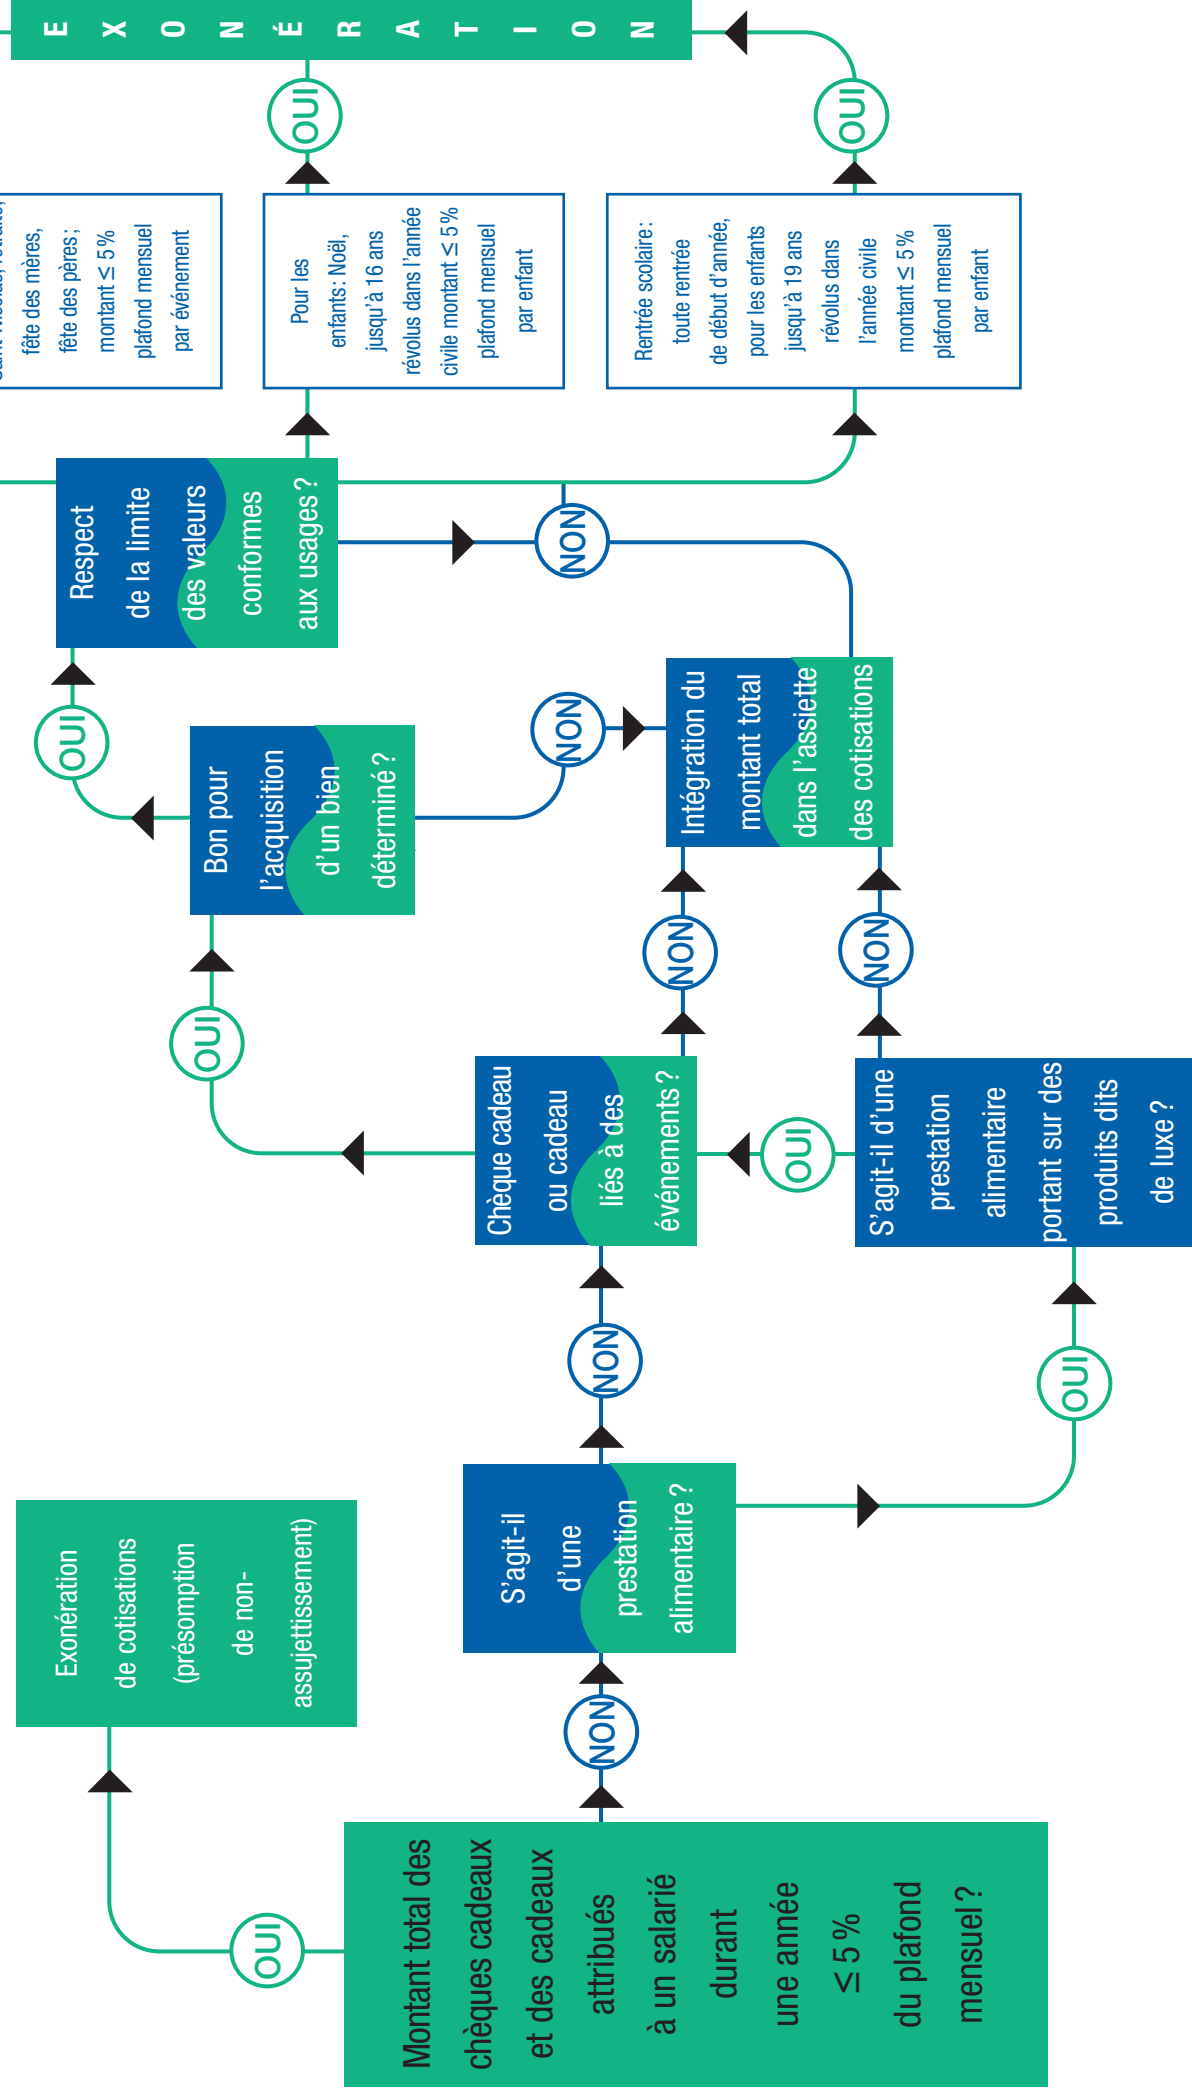 Montant total des
chèques cadeaux
et des cadeaux
attribués
à un salarié
durant
une année
≤ 5 %
du plafond
mensuel ?
OUI
Exonération
de cotisations
(présomption
de non-
assujettissement)
NON
S’agit-il
d’une
prestation
alimentaire ?
NON
OUI
Chèque cadeau
ou cadeau
liés à des
événements ?
OUI
S’agit-il d’une
prestation
alimentaire
portant sur des
produits dits
de luxe ?
OUI
NON
NON
Bon pour
l’acquisition
d’un bien
déterminé ?
OUI
NON
Intégration du
montant total
dans l’assiette
des cotisations
Respect
de la limite
des valeurs
conformes
aux usages ?
NON
fête des mères,
fête des pères ;
montant ≤ 5 %
plafond mensuel
par événement
Pour les
enfants : Noël,
jusqu’à 16 ans
révolus dans l’année
civile montant ≤ 5 %
plafond mensuel
par enfant
Rentrée scolaire :
toute rentrée
de début d’année,
pour les enfants
jusqu’à 19 ans
révolus dans
l’année civile
montant ≤ 5 %
plafond mensuel
par enfant
OUI
OUI
EXONÉRATION